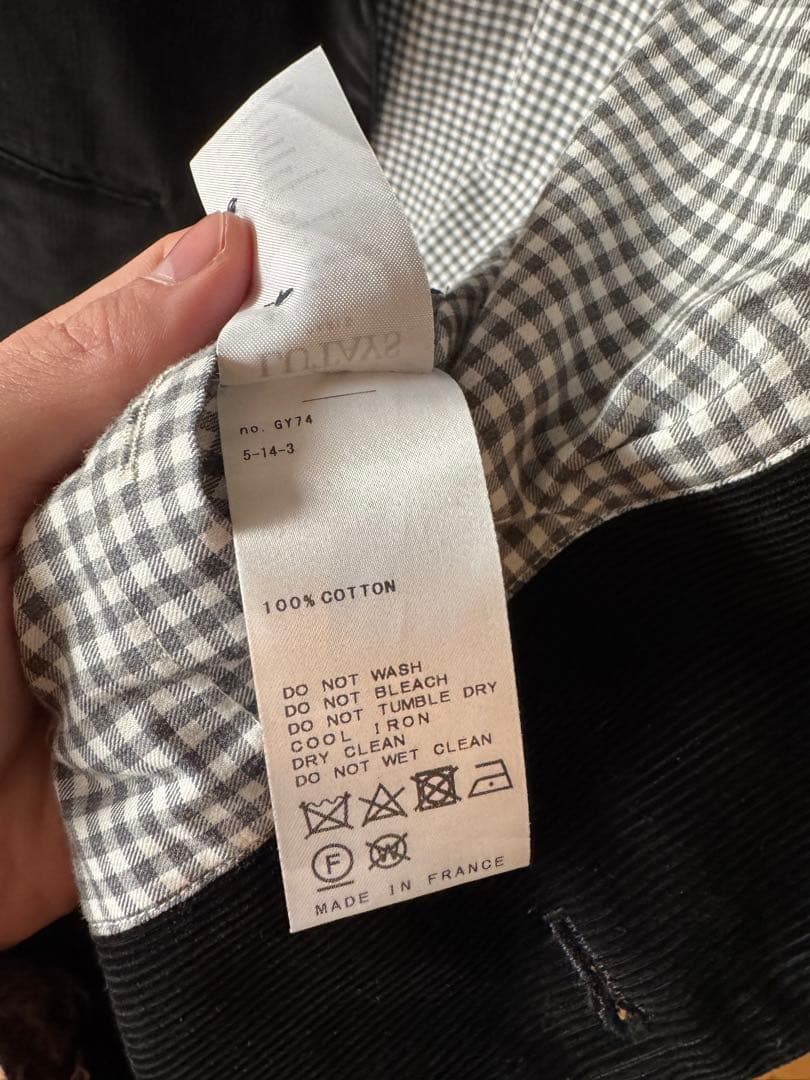 LUTAYS
no. GY74
5-14-3
100% COTTON
DO NOT WASH
DO NOT BLEACH
DO NOT TUMBLE DRY
COOL IRON
DRY CLEAN
DO NOT WET CLEAN
F W
MADE IN FRANCE